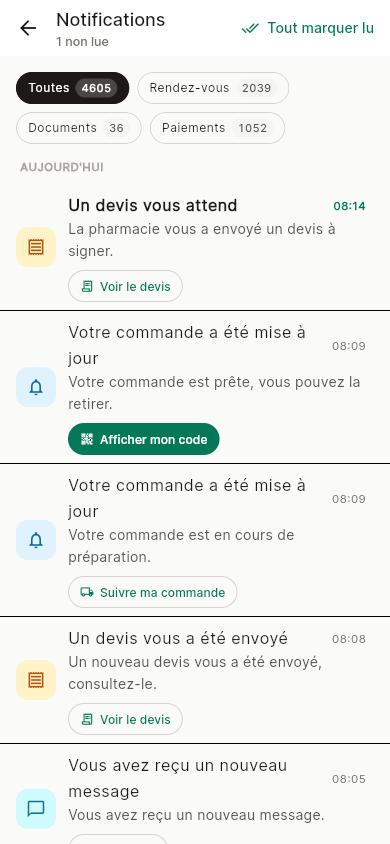 Notifications
1 non lue
Tout marquer lu
Toutes 4605
Rendez-vous 2039
Documents 36
Paiements 1052
AUJOURD'HUI
Un devis vous attend
08:14
La pharmacie vous a envoyé un devis à
signer.
Voir le devis
Votre commande a été mise à
jour
08:09
Votre commande est prête, vous pouvez la
retirer.
Afficher mon code
Votre commande a été mise à
jour
08:09
Votre commande est en cours de
préparation.
Suivre ma commande
Un devis vous a été envoyé
08:08
Un nouveau devis vous a été envoyé,
consultez-le.
Voir le devis
Vous avez reçu un nouveau
message
08:05
Vous avez reçu un nouveau message.